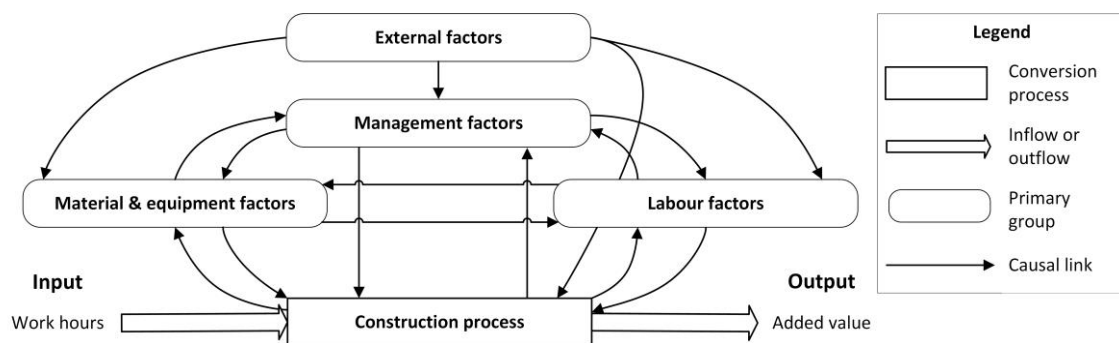 External factors
Management factors
Material & equipment factors
Labour factors
Input
Output
Work hours
Construction process
Added value
Legend
Conversion
process
Inflow or
outflow
Primary
group
Causal link